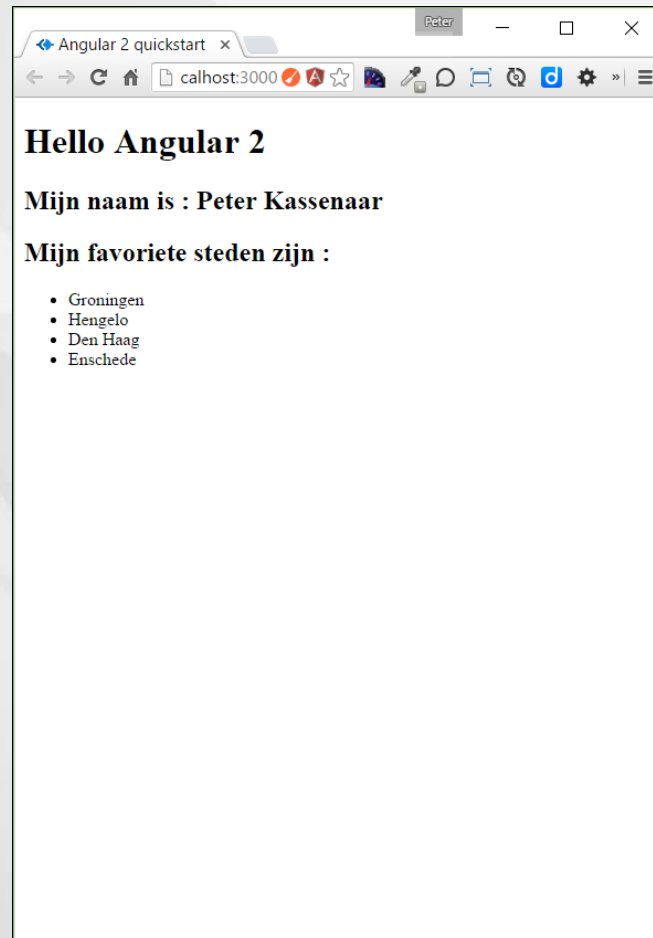 Peter
Angular 2 quickstart
calhost:3000
Hello Angular 2
Mijn naam is : Peter Kassenaar
Mijn favoriete steden zijn :
Groningen
Hengelo
Den Haag
Enschede